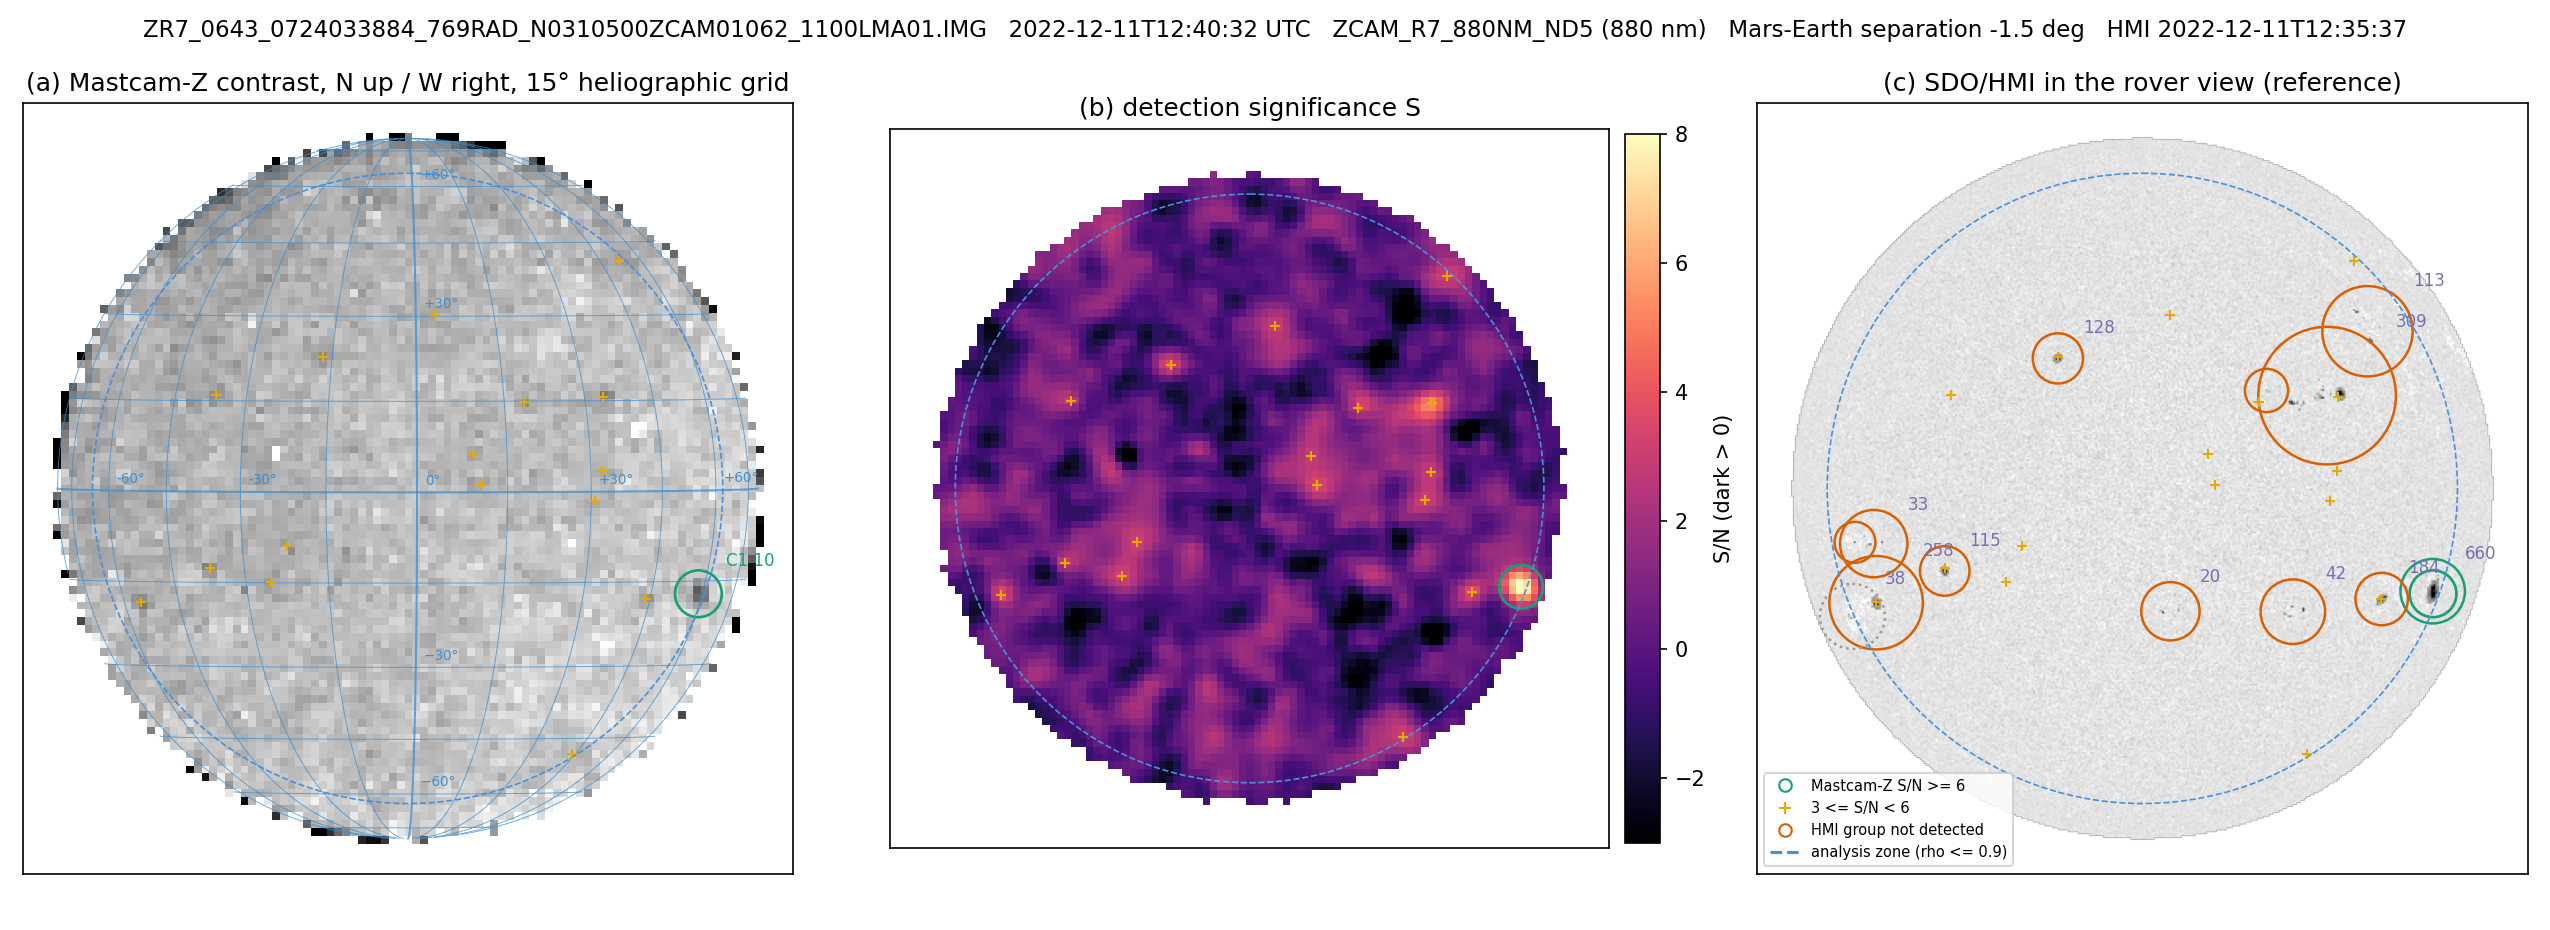 ZR7_0643_0724033884_769RAD_N0310500ZCAM01062_1100LMA01.IMG 2022-12-11T12:40:32 UTC ZCAM_R7_880NM_ND5 (880 nm) Mars-Earth separation -1.5 deg HMI 2022-12-11T12:35:37
(a) Mastcam-Z contrast, N up / W right, 15° heliographic grid
+60°
+30°
-60°
-30°
0°
+30°
+60°
C1
10
−30°
−60°
(b) detection significance S
8
6
4
2
0
−2
S/N (dark > 0)
(c) SDO/HMI in the rover view (reference)
113
309
128
33
258
115
38
20
42
184
660
Mastcam-Z S/N >= 6
3 <= S/N < 6
HMI group not detected
analysis zone (rho <= 0.9)